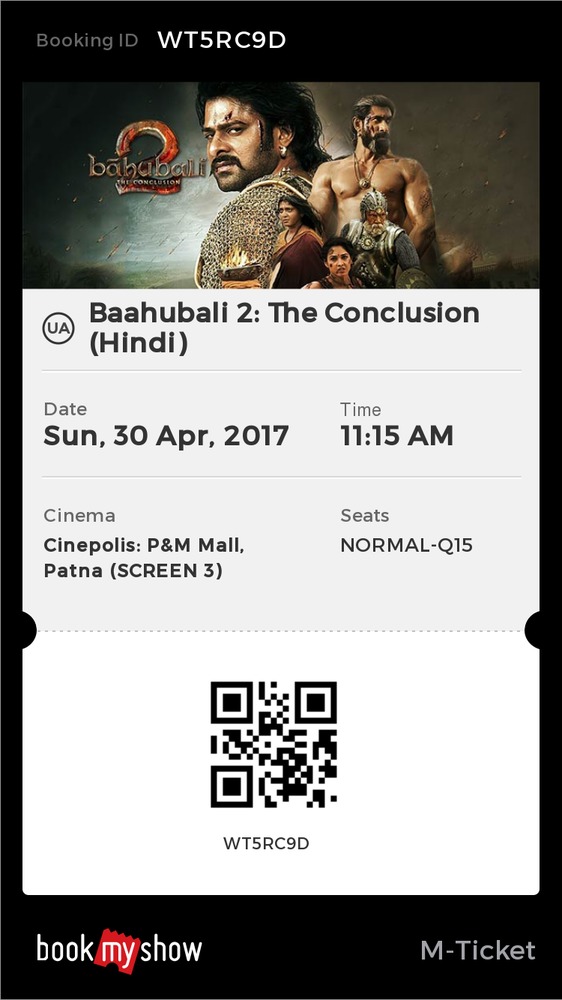 Booking ID WT5RC9D
2
bāhubali
THE CONCLUSION
UA
Baahubali 2: The Conclusion
(Hindi)
Date Time
Sun, 30 Apr, 2017 11:15 AM
Cinema Seats
Cinepolis: P&M Mall, NORMAL-Q15
Patna (SCREEN 3)
WT5RC9D
bookmyshow M-Ticket